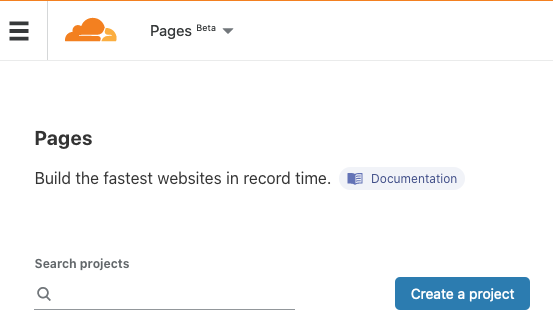 Pages Beta
Pages
Build the fastest websites in record time. Documentation
Search projects
Create a project